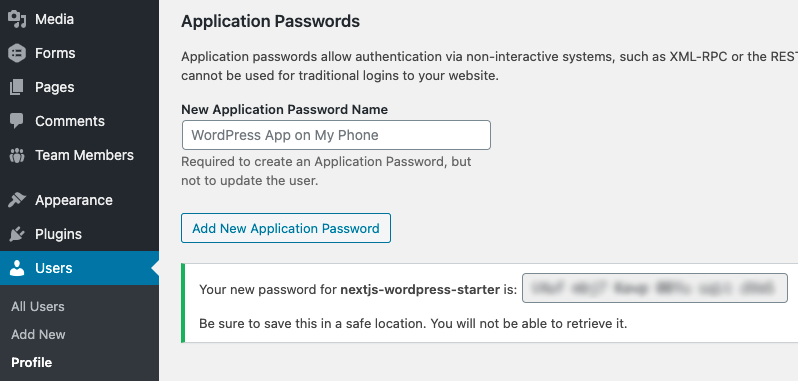 Media
Forms
Pages
Comments
Team Members
Appearance
Plugins
Users
All Users
Add New
Profile
Application Passwords
Application passwords allow authentication via non-interactive systems, such as XML-RPC or the REST
cannot be used for traditional logins to your website.
New Application Password Name
WordPress App on My Phone
Required to create an Application Password, but
not to update the user.
Add New Application Password
Your new password for nextjs-wordpress-starter is:
Be sure to save this in a safe location. You will not be able to retrieve it.